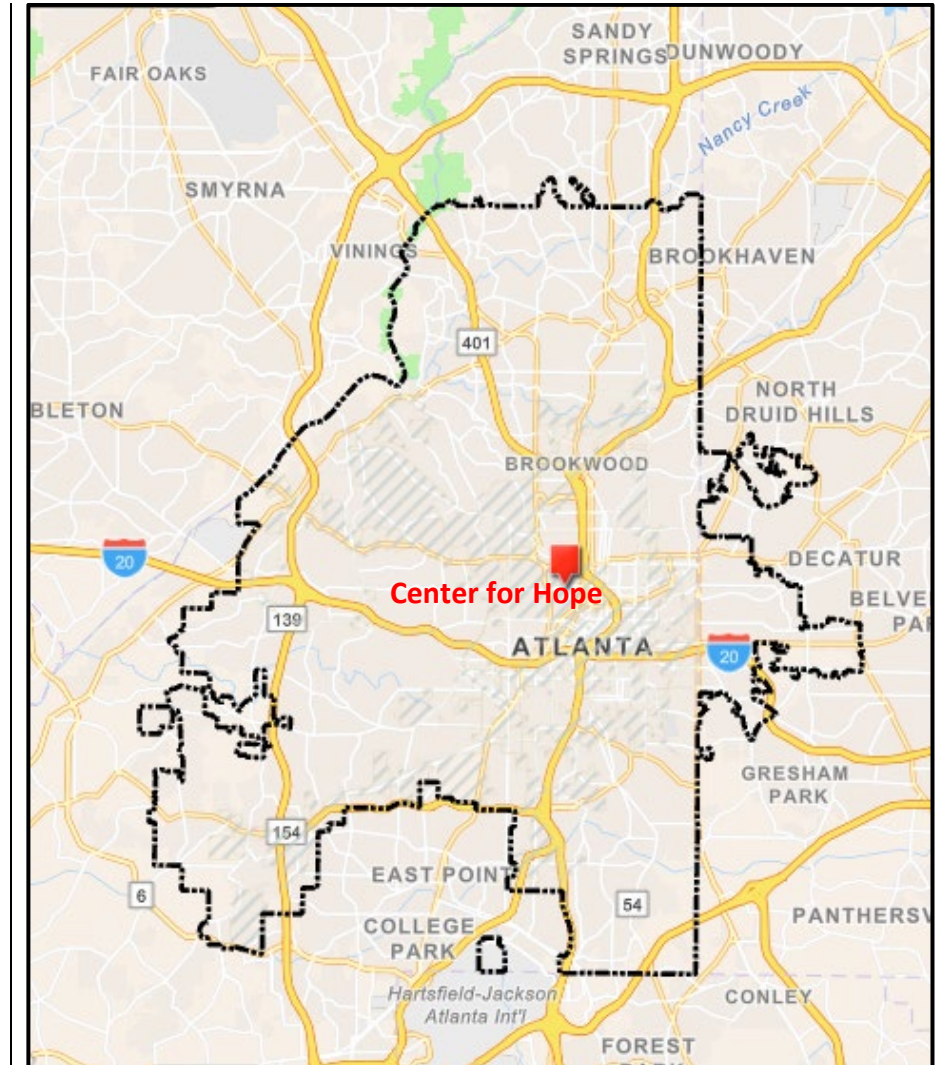 SANDY
SPRINGS
DUNWOODY
FAIR OAKS
Nancy Creek
SMYRNA
VININGS
BROOKHAVEN
401
NORTH
DRUID HILLS
BLETON
BROOKWOOD
20
DECATUR
Center for Hope
BELVE
PA
139
ATLANTA
20
GRESHAM
PARK
154
EAST POINT
6
54
COLLEGE
PARK
PANTHERSV
Hartsfield-Jackson
Atlanta Int'l
CONLEY
FOREST